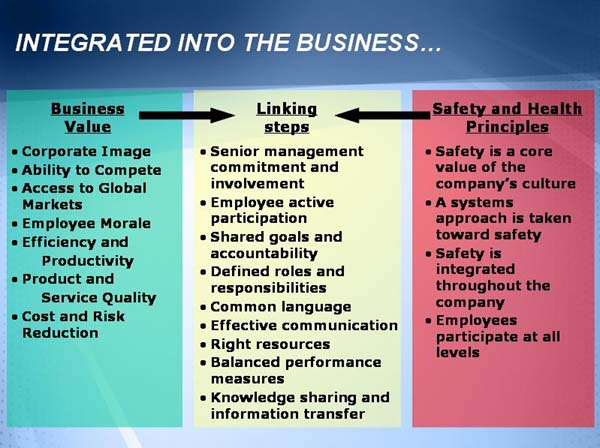 INTEGRATED INTO THE BUSINESS…
Business
Value
• Corporate Image
• Ability to Compete
• Access to Global
Markets
• Employee Morale
• Efficiency and
Productivity
• Product and
Service Quality
• Cost and Risk
Reduction
Linking
steps
• Senior management
commitment and
involvement
• Employee active
participation
• Shared goals and
accountability
• Defined roles and
responsibilities
• Common language
• Effective communication
• Right resources
• Balanced performance
measures
• Knowledge sharing and
information transfer
Safety and Health
Principles
• Safety is a core
value of the
company's culture
• A systems
approach is taken
toward safety
• Safety is
integrated
throughout the
company
• Employees
participate at all
levels